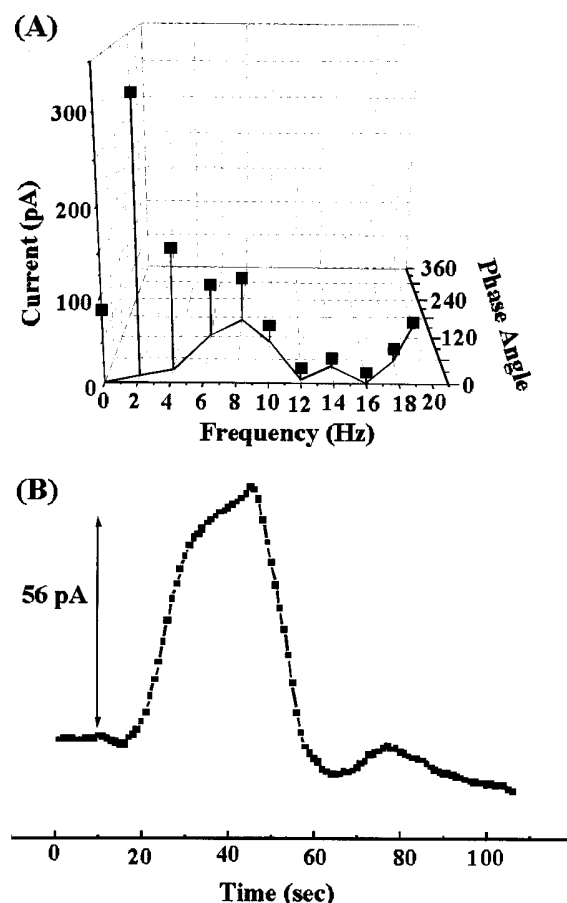 (A)
300
200
100
0
Current (pA)
0 2 4 6 8 10 12 14 16 18 20
Frequency (Hz)
360
240
120
0
Phase Angle
(B)
56 pA
0 20 40 60 80 100
Time (sec)